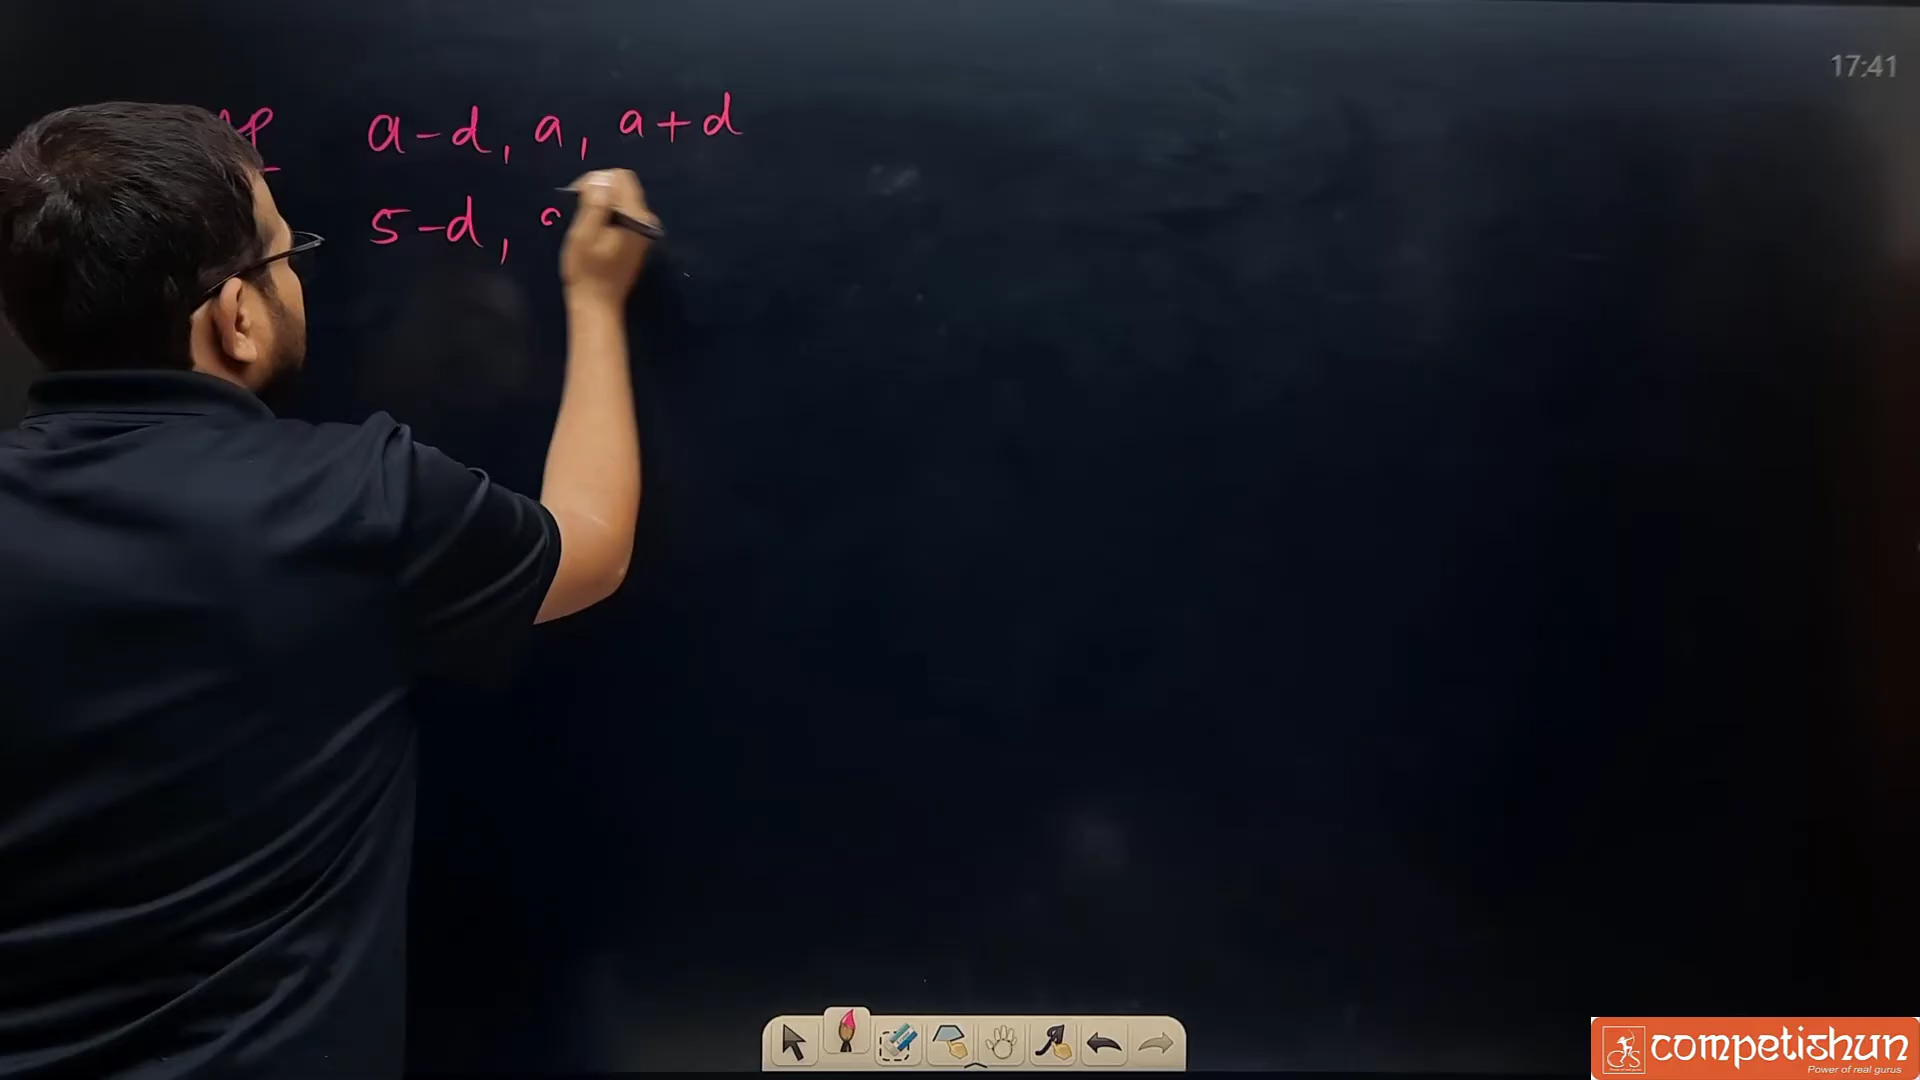 17:41
a-d, a, a+d
5-d,
competishun
Power of real gurus